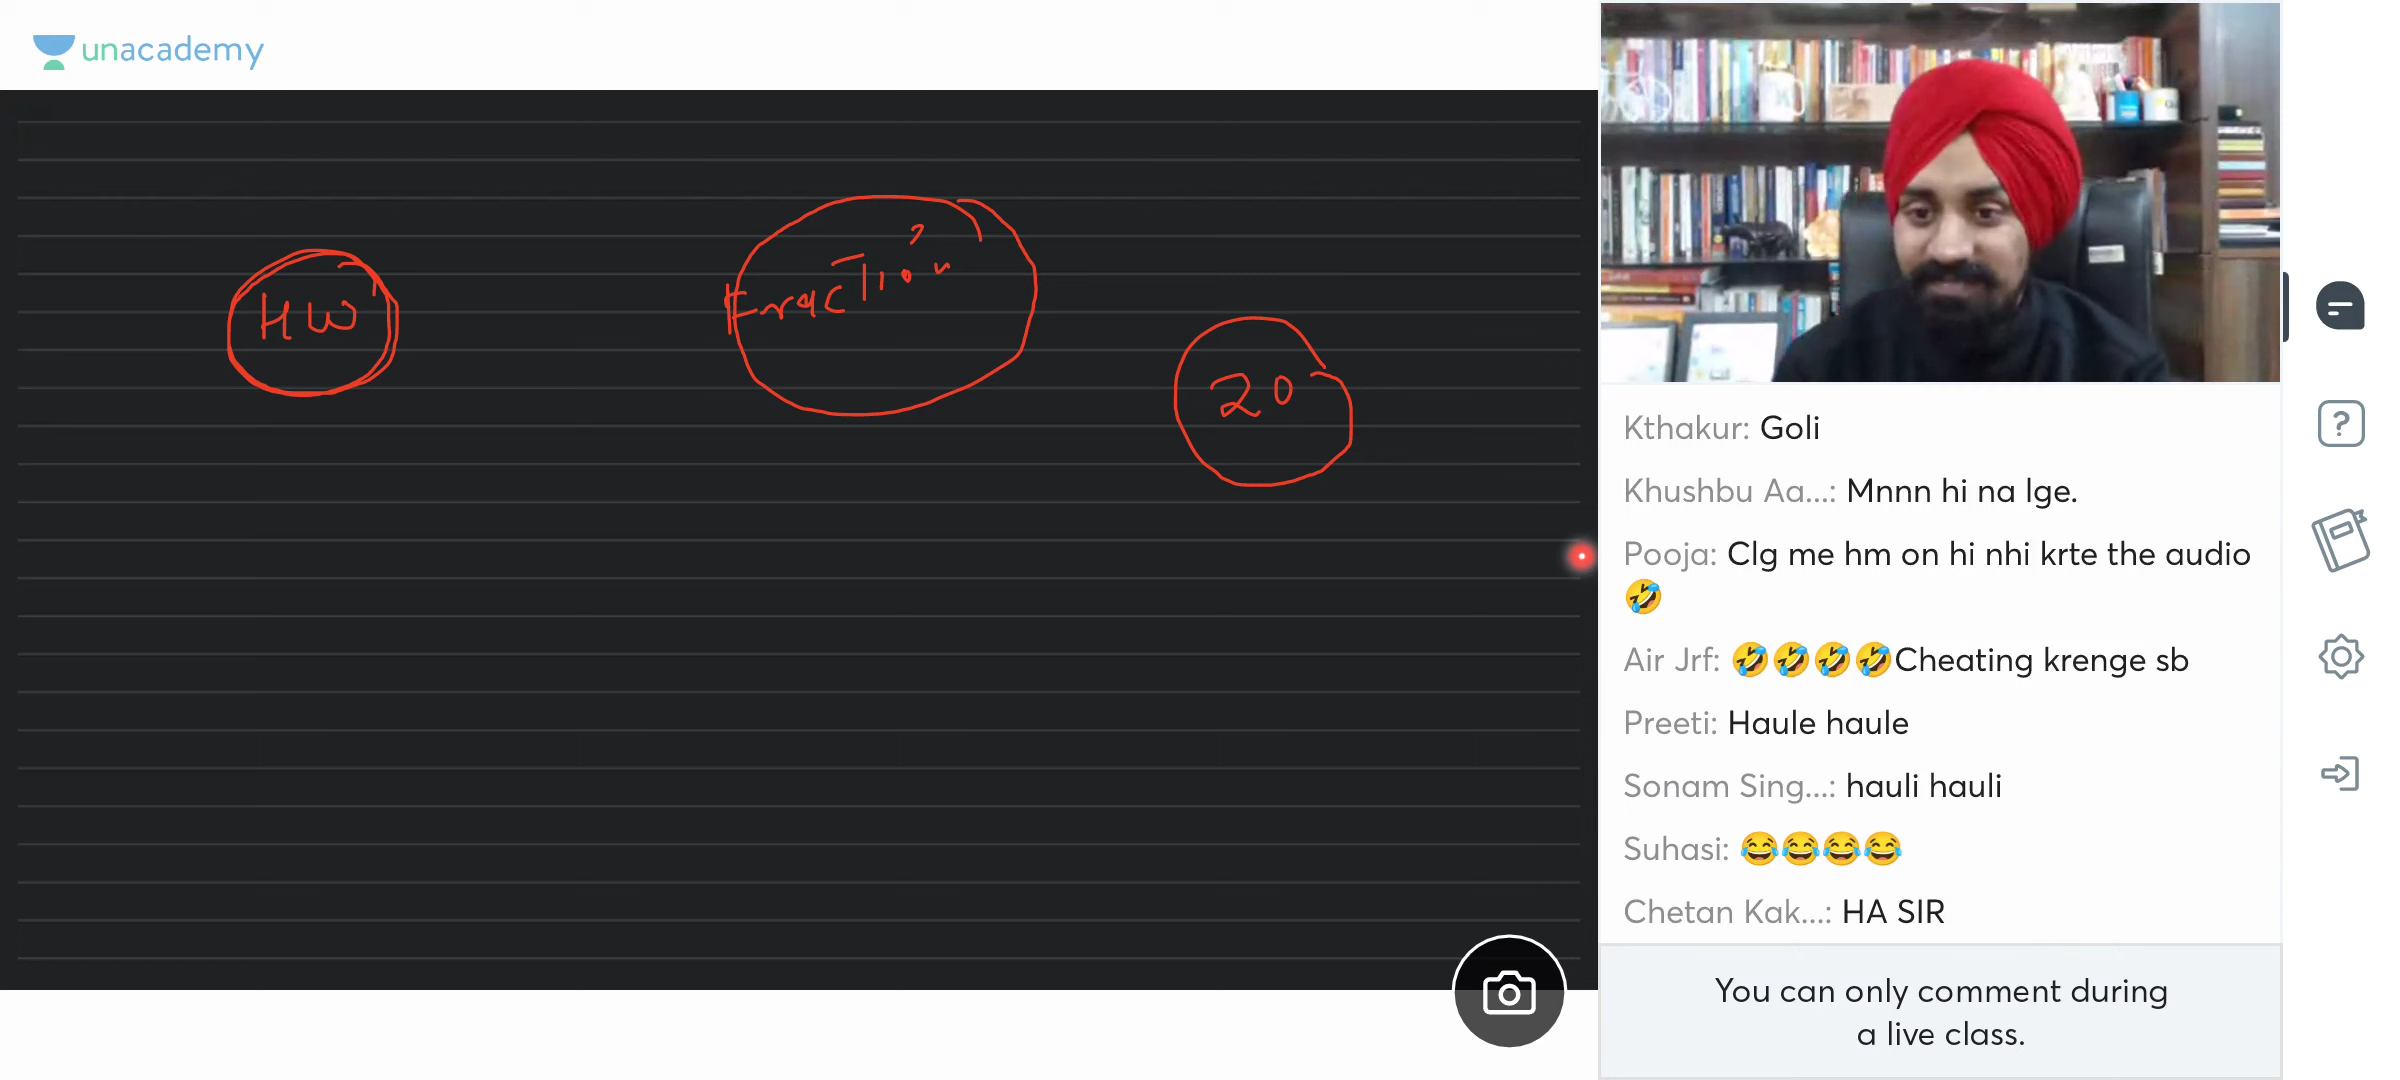 unacademy
HW
Fraction
20
Kthakur: Goli
Khushbu Aa...: Mnnn hi na lge.
Pooja: Clg me hm on hi nhi krte the audio
🤣
Air Jrf: 🤣🤣🤣🤣Cheating krenge sb
Preeti: Haule haule
Sonam Sing...: hauli hauli
Suhasi: 😂😂😂😂
Chetan Kak...: HA SIR
You can only comment during
a live class.